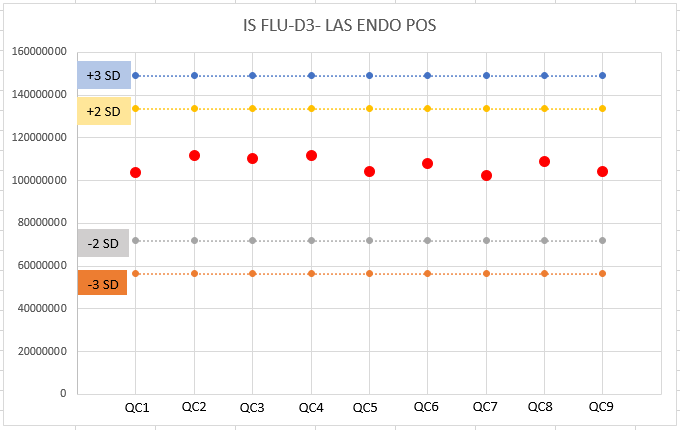 IS FLU-D3- LAS ENDO POS
160000000
+3 SD
140000000
+2 SD
120000000
100000000
80000000
-2 SD
60000000
-3 SD
40000000
20000000
0
QC1 QC2 QC3 QC4 QC5 QC6 QC7 QC8 QC9